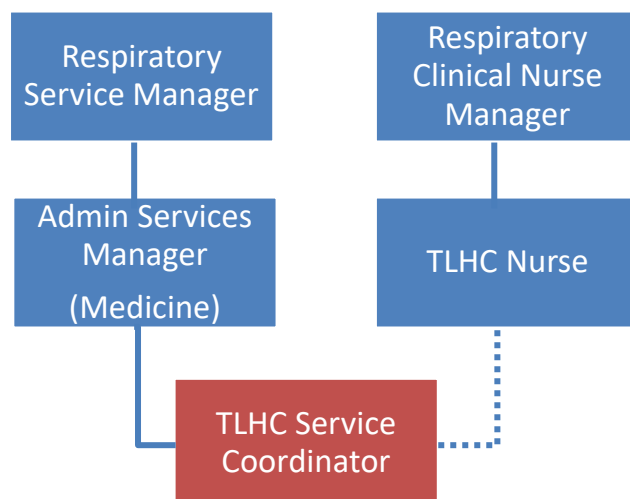 Respiratory
Service Manager
Respiratory
Clinical Nurse
Manager
Admin Services
Manager
(Medicine)
TLHC Nurse
TLHC Service
Coordinator